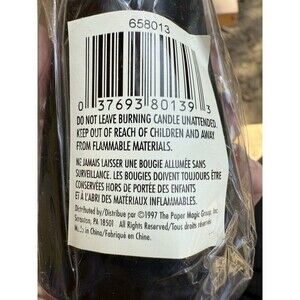 658013
0 37693 80139 3
DO NOT LEAVE BURNING CANDLE UNATTENDED.
KEEP OUT OF REACH OF CHILDREN AND AWAY
FROM FLAMMABLE MATERIALS.
NE JAMAIS LAISSER UNE BOUGIE ALLUMÉE SANS
SURVEILLANCE. LES BOUGIES DOIVENT TOUJOURS ÊTRE
CONSERVÉES HORS DE PORTÉE DES ENFANTS
ET À L'ABRI DES MATÉRIAUX INFLAMMABLES.
Distributed by/Distribue par ©1997 The Paper Magic Group, Inc.
Scranton, PA 18501 All Rights Reserved/Tous droits réservés
Made in China/Fabriqué en Chine.